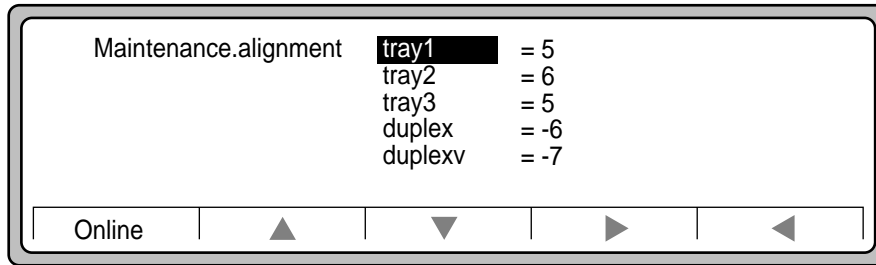 Maintenance.alignment tray1 = 5
tray2 = 6
tray3 = 5
duplex = -6
duplexv = -7
Online